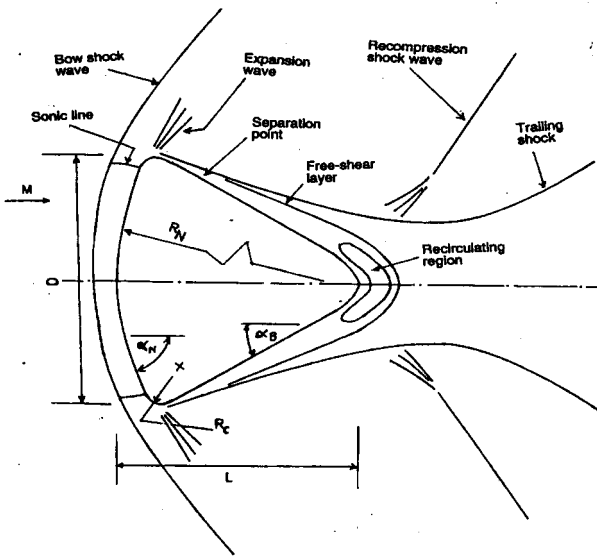 Bow shock
wave
Expansion
wave
Recompression
shock wave
Sonic line
Separation
point
Trailing
shock
Free-shear
layer
M
R_N
Recirculating
region
D
α_N
α_B
R_c
L